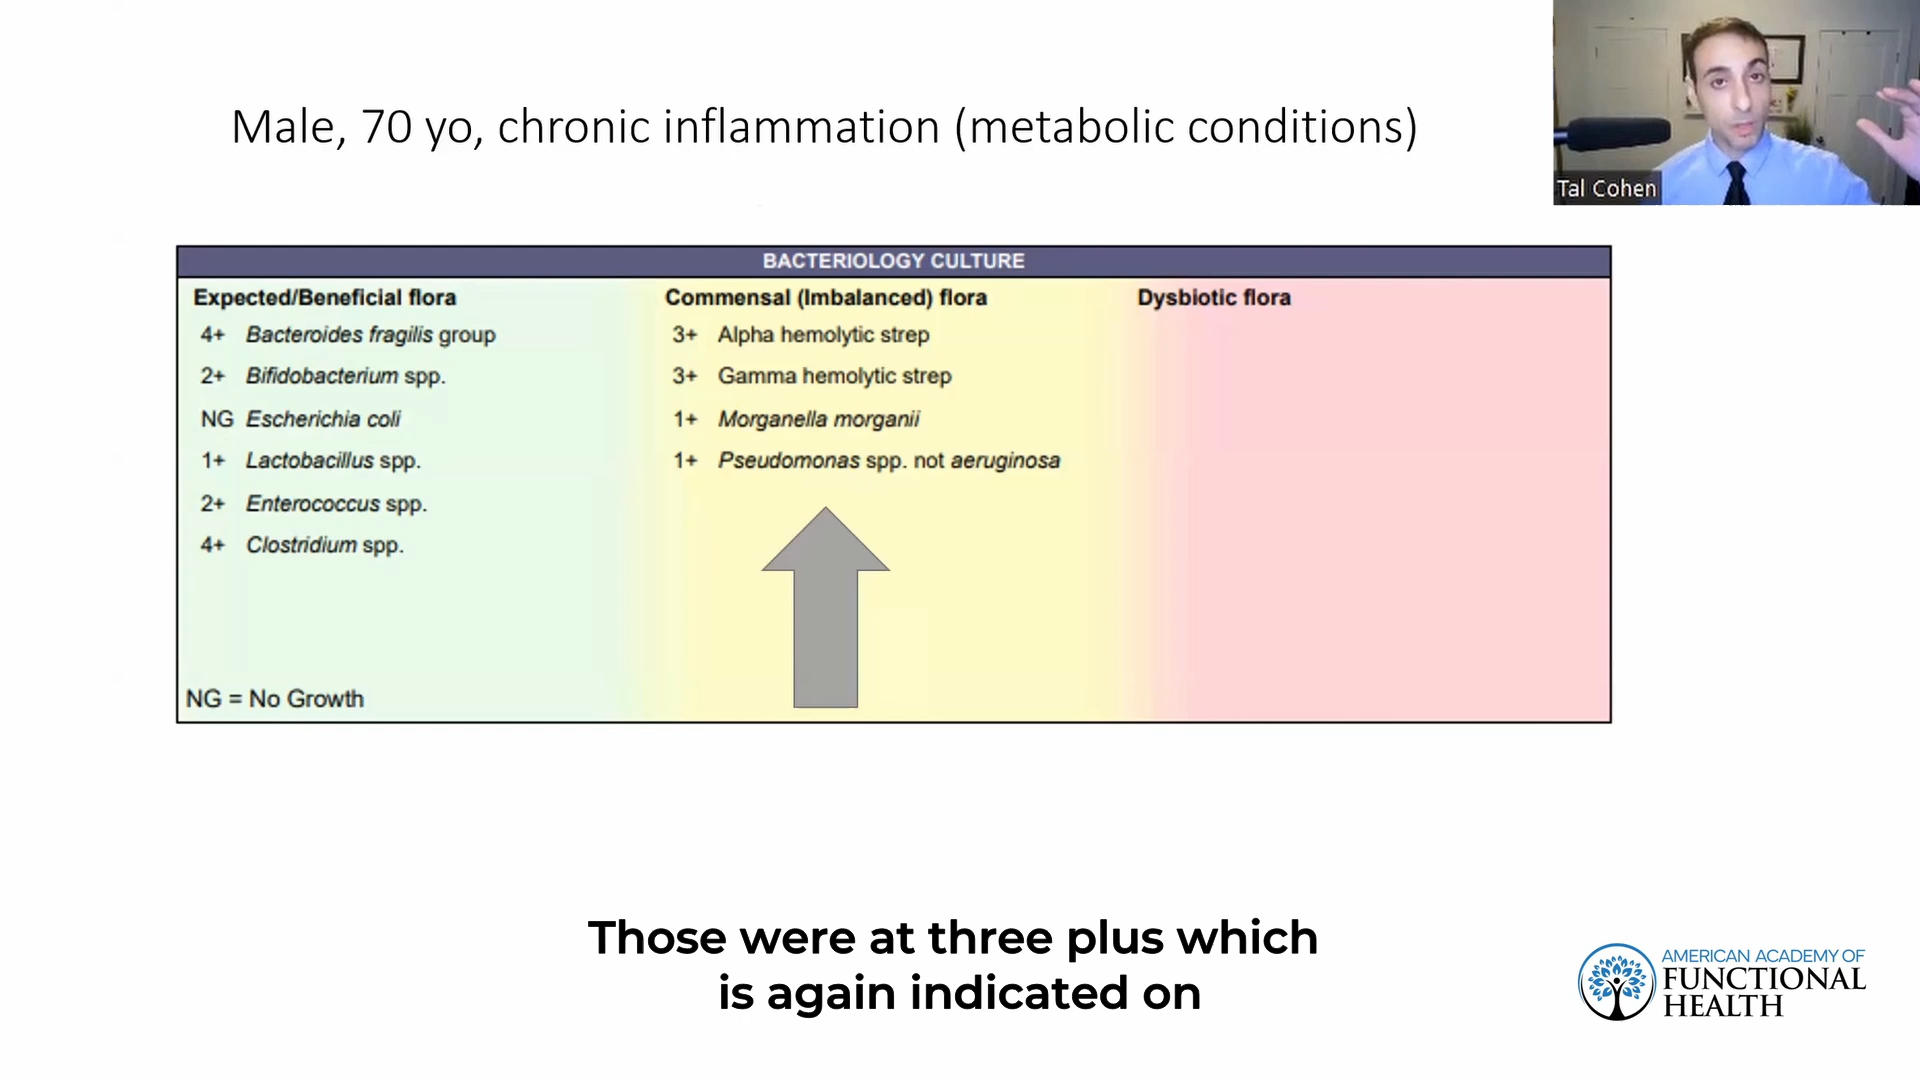 Male, 70 yo, chronic inflammation (metabolic conditions)
Tal Cohen
BACTERIOLOGY CULTURE
Expected/Beneficial flora
4+ Bacteroides fragilis group
2+ Bifidobacterium spp.
NG Escherichia coli
1+ Lactobacillus spp.
2+ Enterococcus spp.
4+ Clostridium spp.
NG = No Growth
Commensal (Imbalanced) flora
3+ Alpha hemolytic strep
3+ Gamma hemolytic strep
1+ Morganella morganii
1+ Pseudomonas spp. not aeruginosa
Dysbiotic flora
Those were at three plus which
is again indicated on
AMERICAN ACADEMY OF
FUNCTIONAL
HEALTH